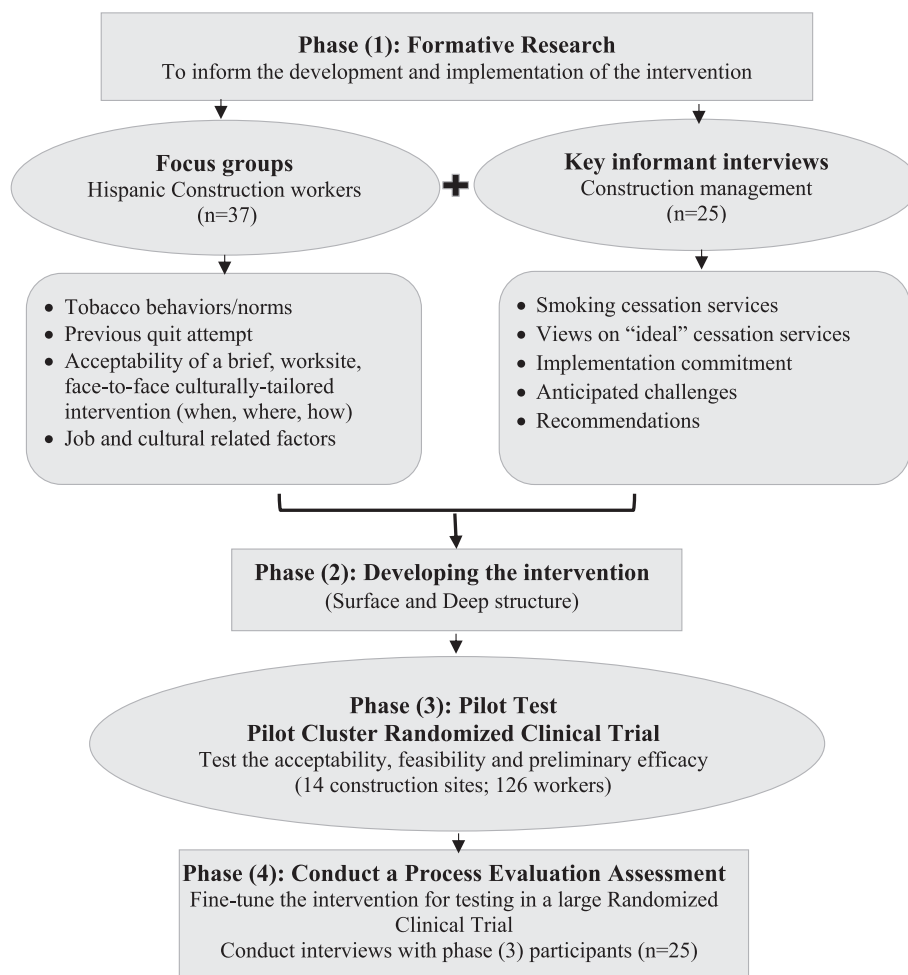 Phase (1): Formative Research
To inform the development and implementation of the intervention
Focus groups
Hispanic Construction workers
(n=37)
+
Key informant interviews
Construction management
(n=25)
• Tobacco behaviors/norms
• Previous quit attempt
• Acceptability of a brief, worksite,
face-to-face culturally-tailored
intervention (when, where, how)
• Job and cultural related factors
• Smoking cessation services
• Views on “ideal” cessation services
• Implementation commitment
• Anticipated challenges
• Recommendations
Phase (2): Developing the intervention
(Surface and Deep structure)
Phase (3): Pilot Test
Pilot Cluster Randomized Clinical Trial
Test the acceptability, feasibility and preliminary efficacy
(14 construction sites; 126 workers)
Phase (4): Conduct a Process Evaluation Assessment
Fine-tune the intervention for testing in a large Randomized
Clinical Trial
Conduct interviews with phase (3) participants (n=25)